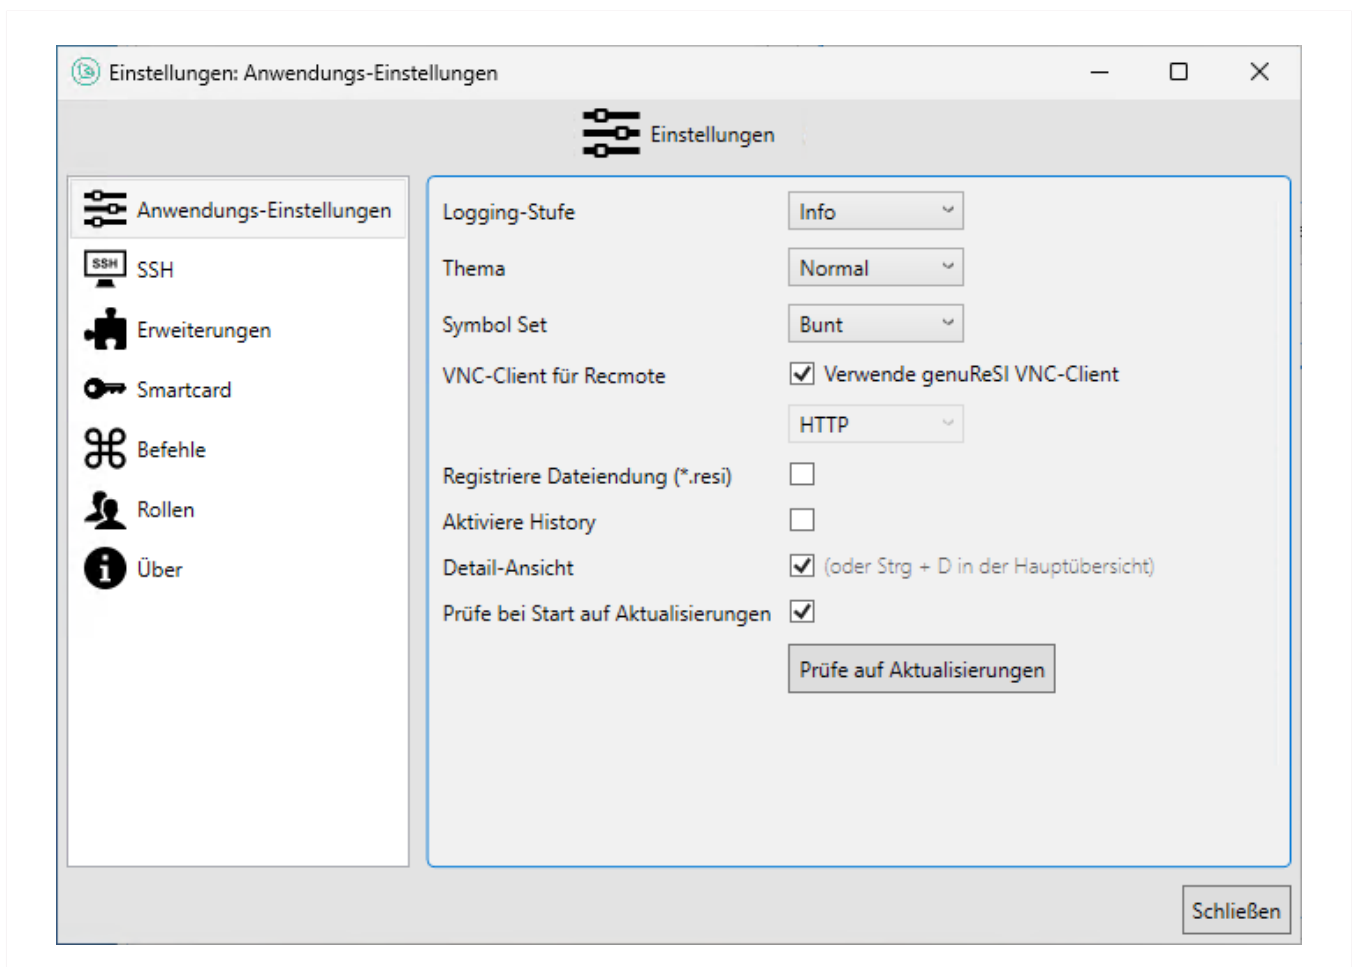 Einstellungen: Anwendungs-Einstellungen
Einstellungen
Anwendungs-Einstellungen
SSH
SSH
Erweiterungen
Smartcard
Befehle
Rollen
Über
Logging-Stufe Info
Thema Normal
Symbol Set Bunt
VNC-Client für Recmote Verwende genuReSI VNC-Client
HTTP
Registriere Dateiendung (*.resi)
Aktiviere History
Detail-Ansicht (oder Strg + D in der Hauptübersicht)
Prüfe bei Start auf Aktualisierungen
Prüfe auf Aktualisierungen
Schließen